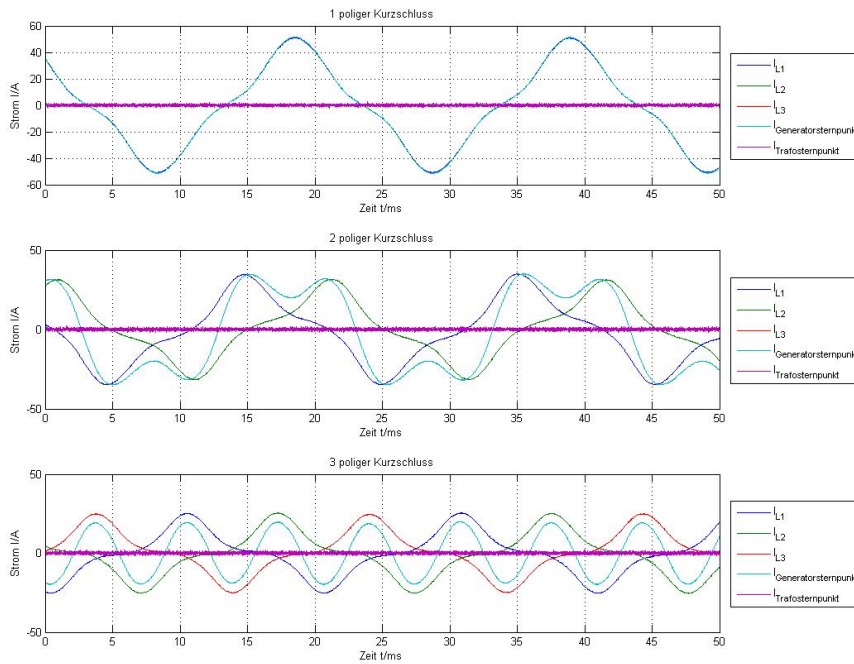 1 poliger Kurzschluss
60
40
20
0
-20
-40
-60
Strom I/A
0 5 10 15 20 25 30 35 40 45 50
Zeit t/ms
I_L1
I_L2
I_L3
I_Generatorsternpunkt
I_Trafosternpunkt
2 poliger Kurzschluss
50
0
-50
Strom I/A
0 5 10 15 20 25 30 35 40 45 50
Zeit t/ms
I_L1
I_L2
I_L3
I_Generatorsternpunkt
I_Trafosternpunkt
3 poliger Kurzschluss
50
0
-50
Strom I/A
0 5 10 15 20 25 30 35 40 45 50
Zeit t/ms
I_L1
I_L2
I_L3
I_Generatorsternpunkt
I_Trafosternpunkt